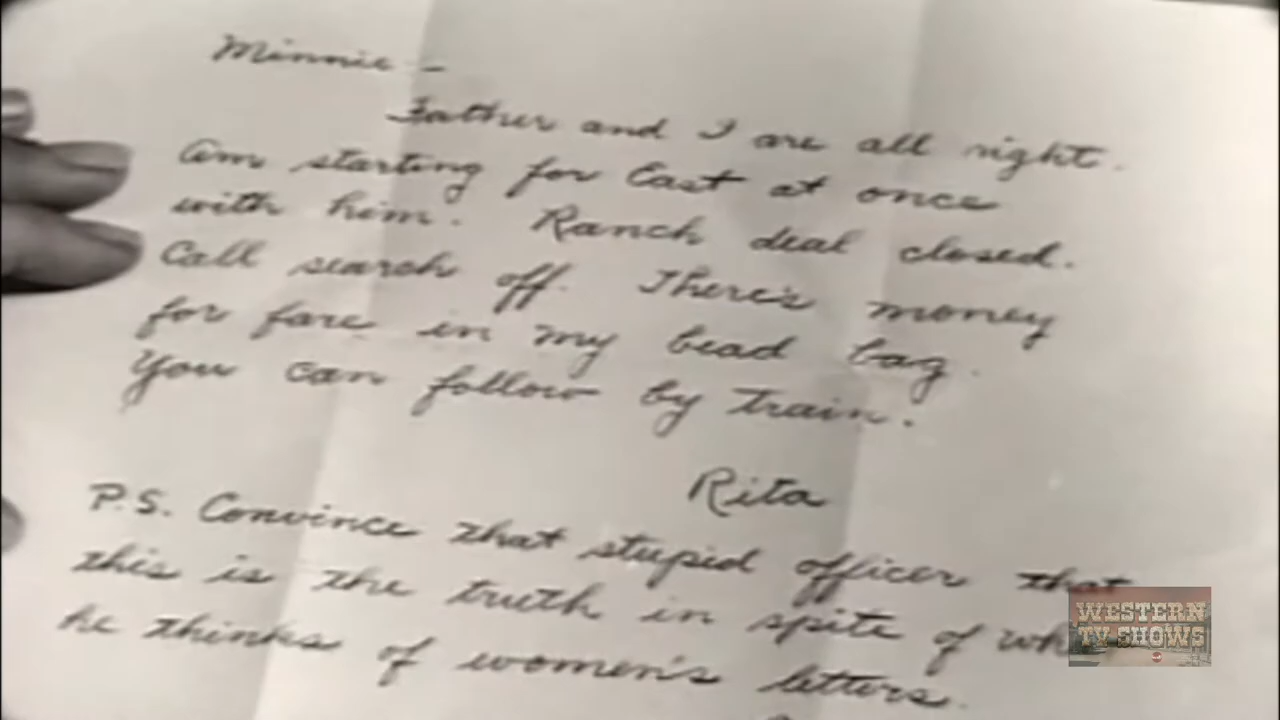 Minnie -
Father and I are all right.
Am starting for East at once
with him. Ranch deal closed.
Call search off. There's money
for fare in my bead bag.
You can follow by train.
Rita
P.S. Convince that stupid officer that
this is the truth in spite of
he thinks of women's letters.
WESTERN
TV SHOWS